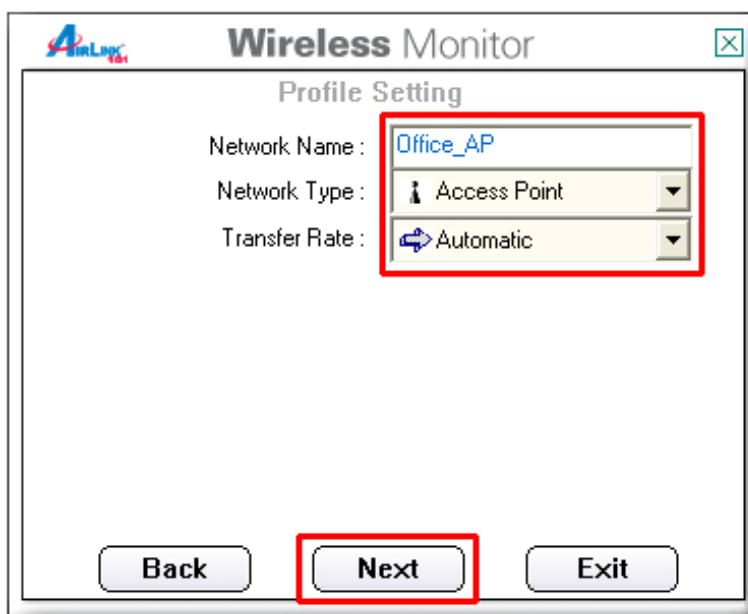 AirLink 101 Wireless Monitor
Profile Setting
Network Name : Office_AP
Network Type : Access Point
Transfer Rate : Automatic
Back Next Exit